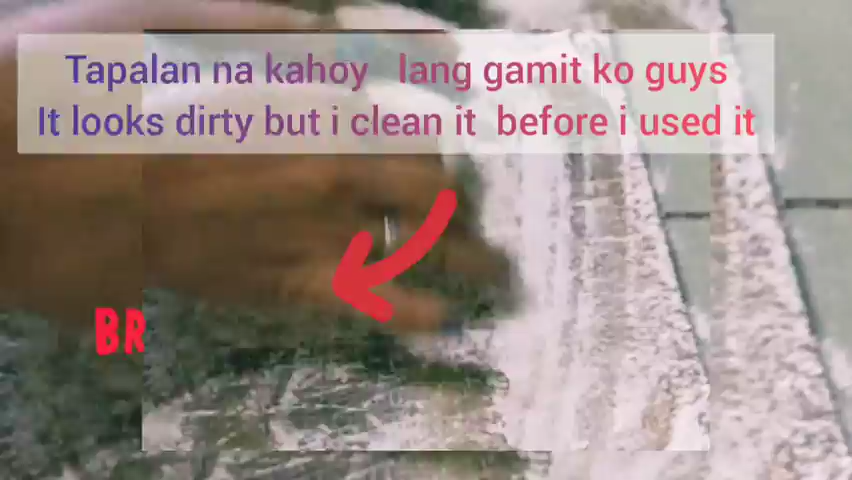 Tapalan na kahoy lang gamit ko guys
It looks dirty but i clean it before i used it
BR